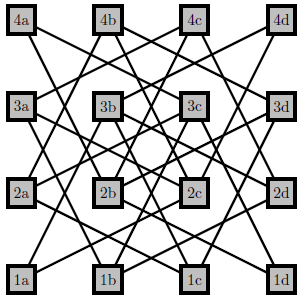 4a 4b 4c 4d
3a 3b 3c 3d
2a 2b 2c 2d
1a 1b 1c 1d